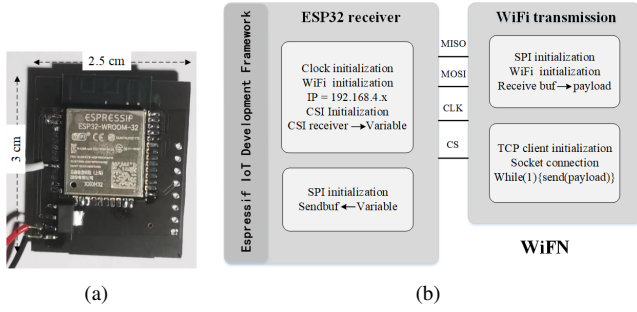 2.5 cm
3 cm
ESPRESSIF
ESP32-WROOM-32
(a)
Espressif IoT Development Framework
ESP32 receiver
Clock initialization
WiFi initialization
IP = 192.168.4.x
CSI Initialization
CSI receiver → Variable
SPI initialization
Sendbuf ← Variable
MISO
MOSI
CLK
CS
WiFi transmission
SPI initialization
WiFi initialization
Receive buf → payload
TCP client initialization
Socket connection
While(1){send(payload)}
WiFN
(b)